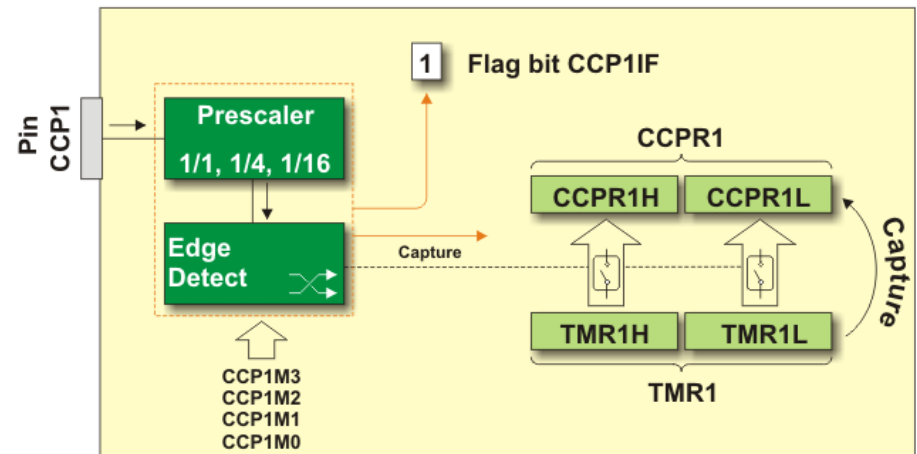 1 Flag bit CCP1IF
Pin
CCP1
Prescaler
1/1, 1/4, 1/16
Edge
Detect
Capture
CCP1M3
CCP1M2
CCP1M1
CCP1M0
CCPR1
CCPR1H CCPR1L
TMR1H TMR1L
TMR1
Capture